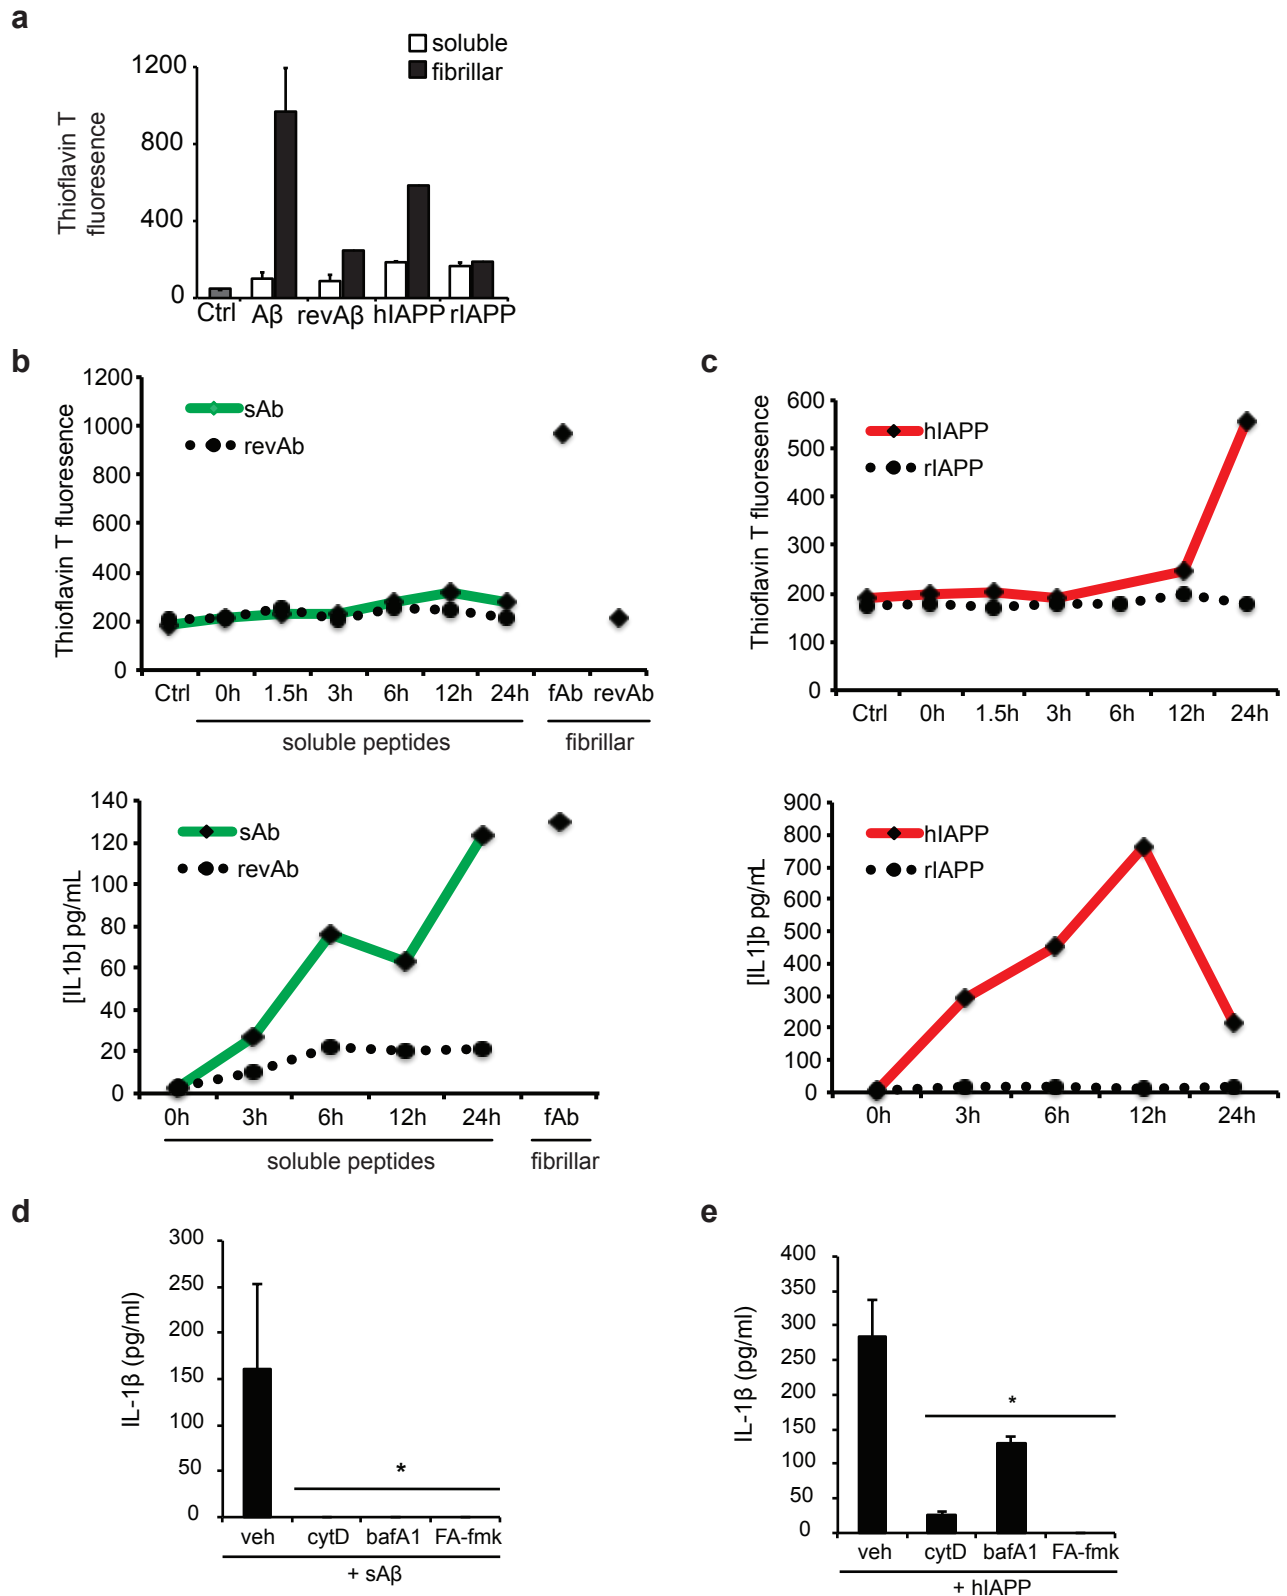 a
soluble
fibrillar
Thioflavin T
fluoresence
1200
800
400
0
Ctrl Aβ revAβ hIAPP rIAPP
b
Thioflavin T fluoresence
1200
1000
800
600
400
200
0
sAb
revAb
Ctrl 0h 1.5h 3h 6h 12h 24h fAb revAb
soluble peptides fibrillar
[IL1b] pg/mL
140
120
100
80
60
40
20
0
sAb
revAb
0h 3h 6h 12h 24h fAb
soluble peptides fibrillar
c
Thioflavin T fluoresence
600
500
400
300
200
100
0
hIAPP
rIAPP
Ctrl 0h 1.5h 3h 6h 12h 24h
[IL1]b pg/mL
900
800
700
600
500
400
300
200
100
0
hIAPP
rIAPP
0h 3h 6h 12h 24h
d
IL-1β (pg/ml)
300
250
200
150
100
50
0
*
veh cytD bafA1 FA-fmk
+ sAβ
e
IL-1β (pg/ml)
400
350
300
250
200
150
100
50
0
*
veh cytD bafA1 FA-fmk
+ hIAPP